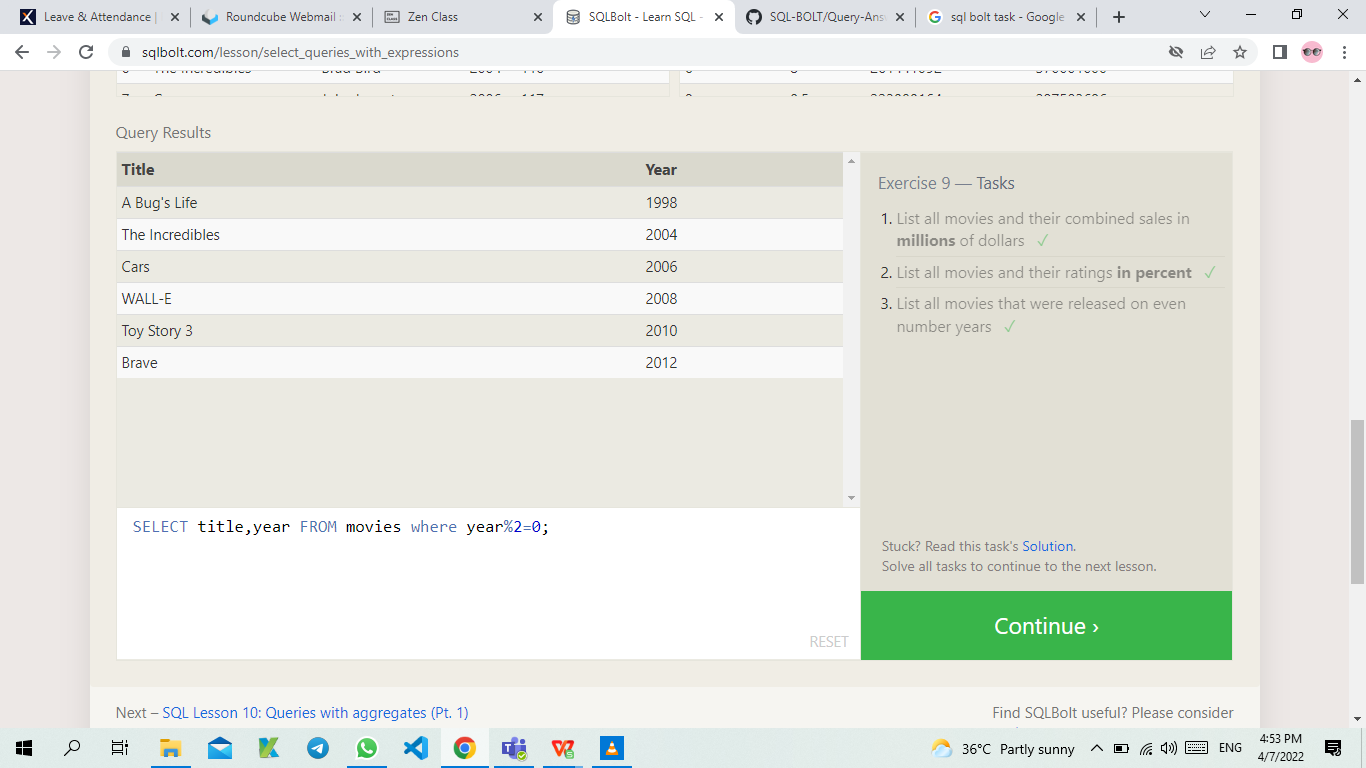 Leave & Attendance |
Roundcube Webmail
Zen Class
SQLBolt - Learn SQL -
SQL-BOLT/Query-Ans
sql bolt task - Google
sqlbolt.com/lesson/select_queries_with_expressions
Query Results
Title Year
A Bug's Life 1998
The Incredibles 2004
Cars 2006
WALL-E 2008
Toy Story 3 2010
Brave 2012
Exercise 9 — Tasks
1. List all movies and their combined sales in
millions of dollars ✓
2. List all movies and their ratings in percent ✓
3. List all movies that were released on even
number years ✓
SELECT title,year FROM movies where year%2=0;
RESET
Stuck? Read this task's Solution.
Solve all tasks to continue to the next lesson.
Continue ›
Next – SQL Lesson 10: Queries with aggregates (Pt. 1)
Find SQLBolt useful? Please consider
36°C Partly sunny
ENG
4:53 PM
4/7/2022